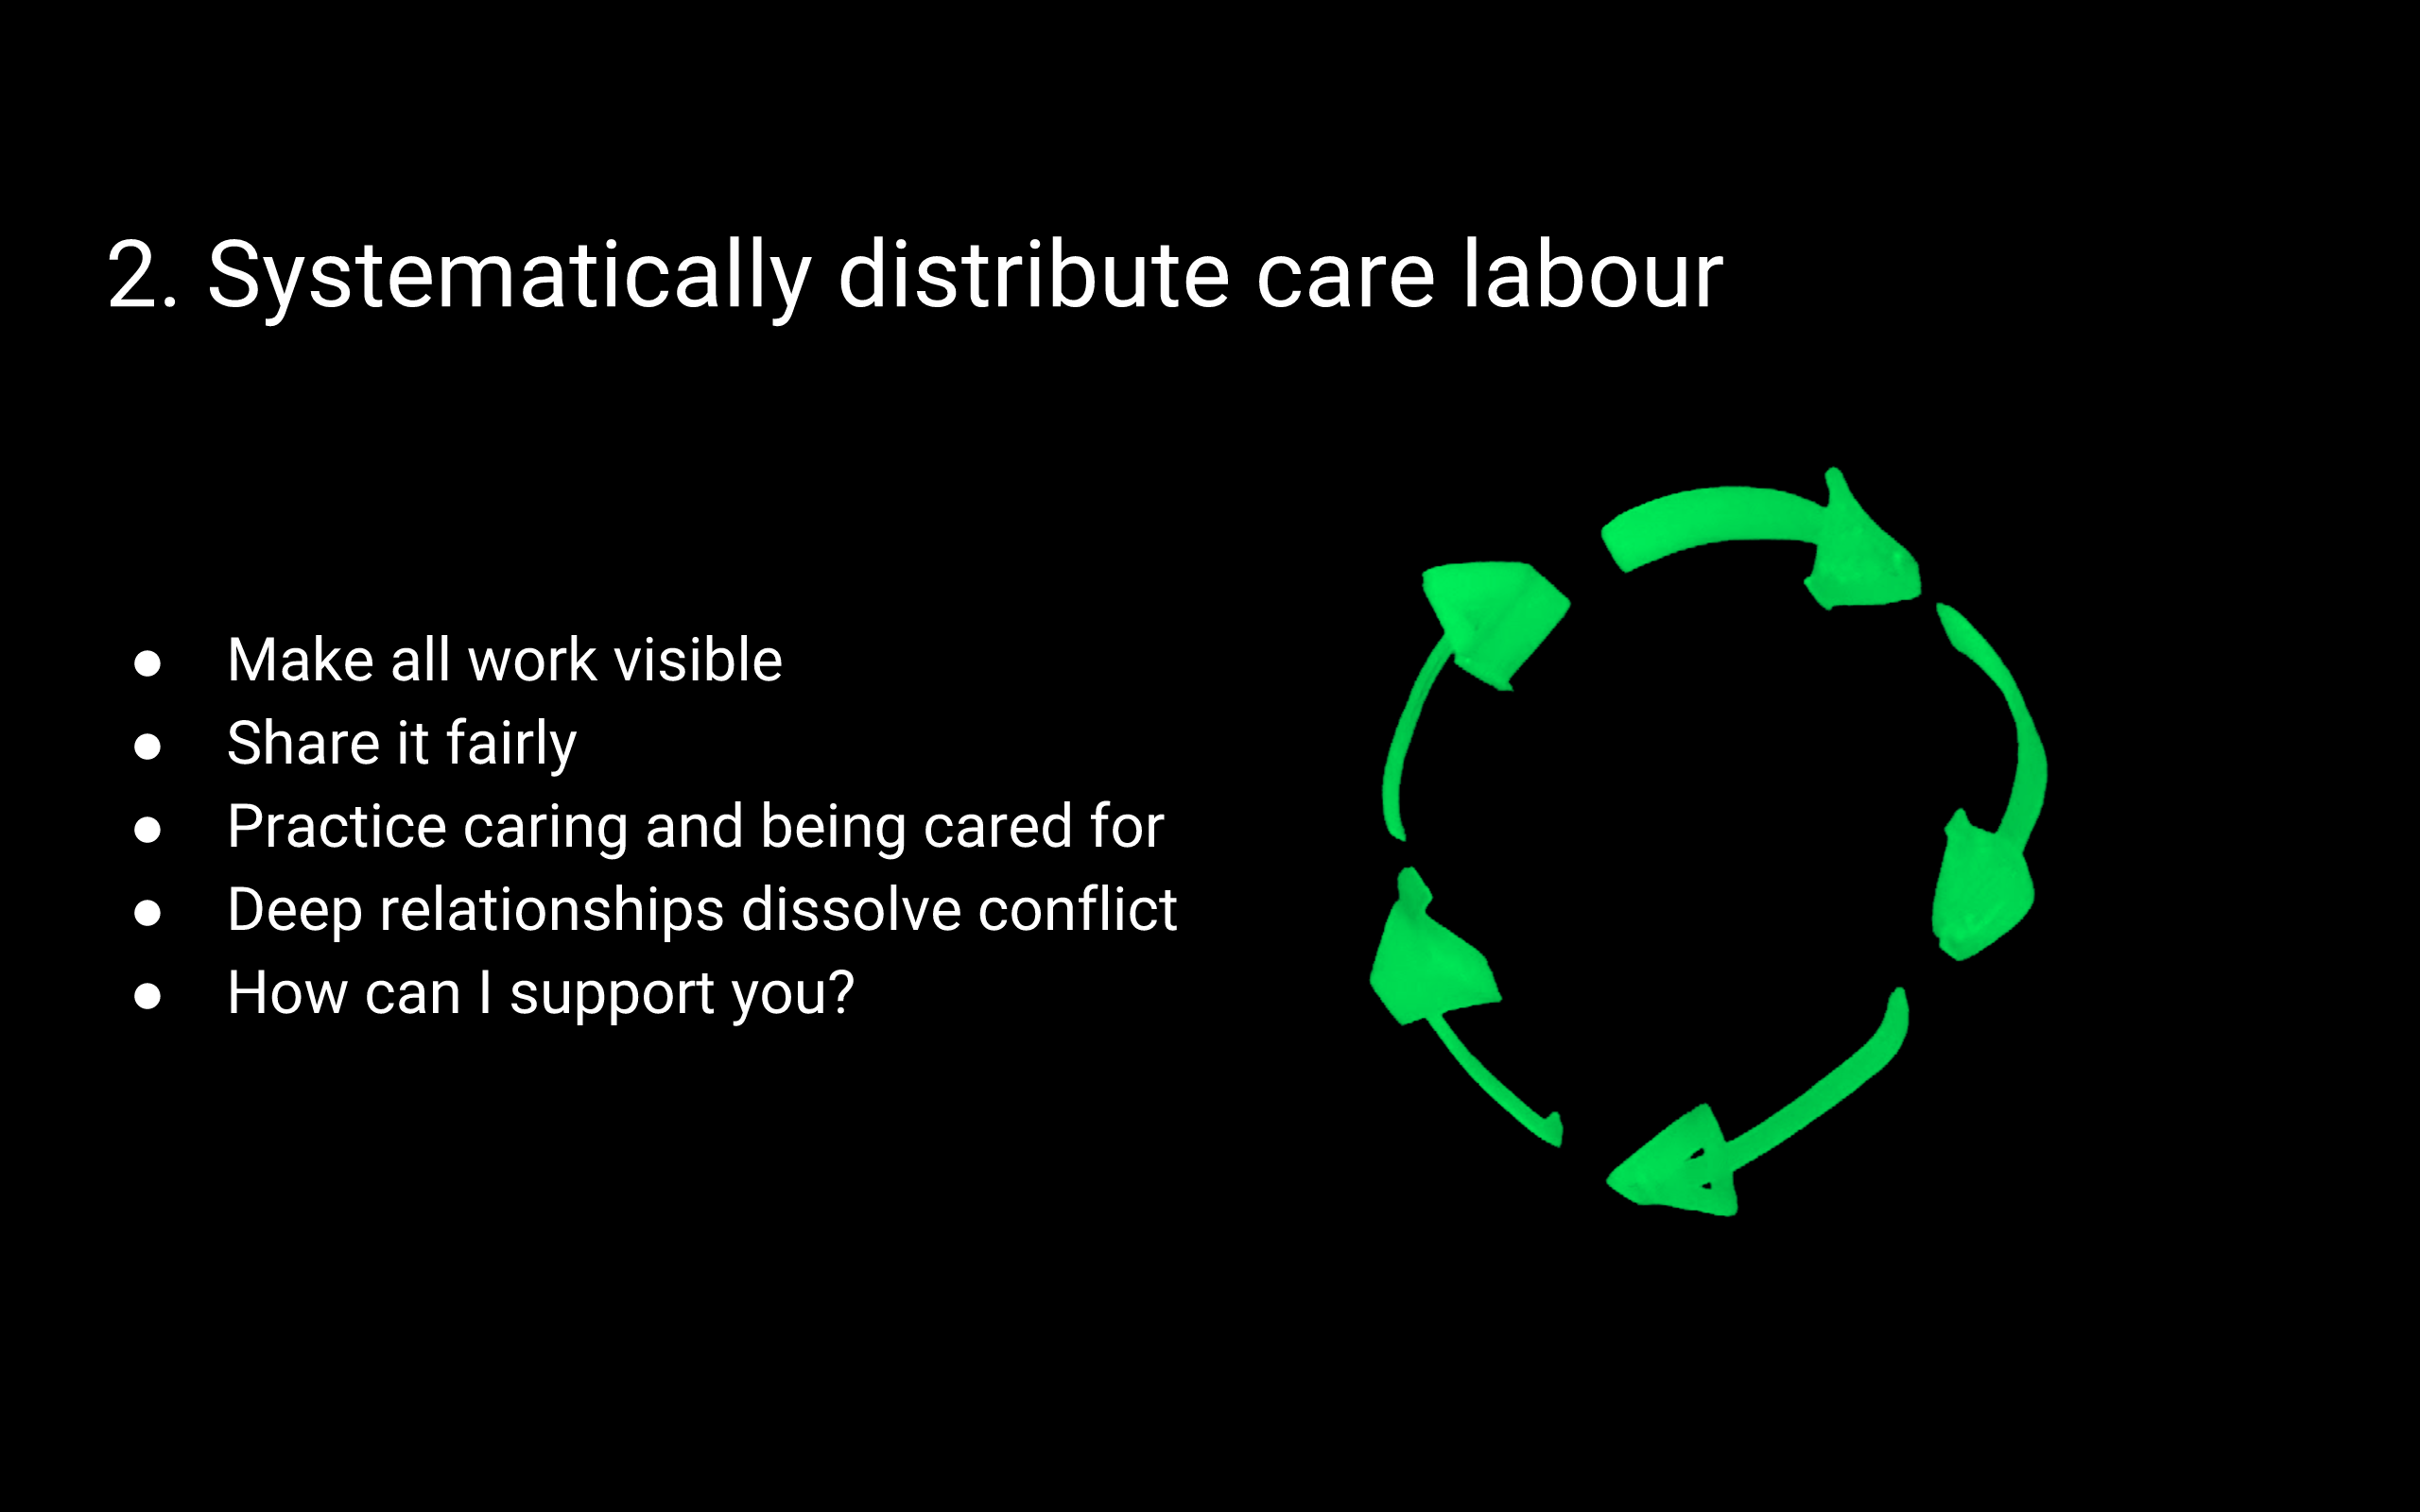 2. Systematically distribute care labour
● Make all work visible
● Share it fairly
● Practice caring and being cared for
● Deep relationships dissolve conflict
● How can I support you?